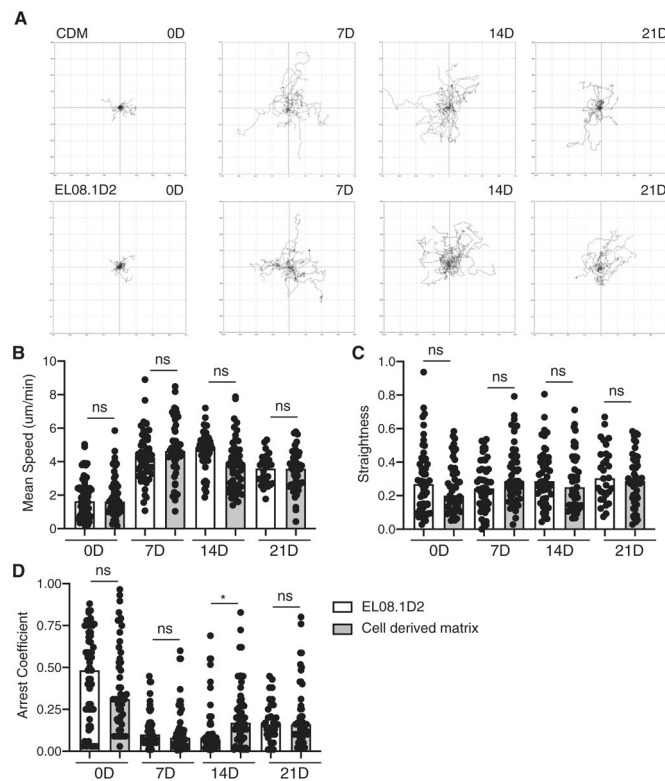 A
CDM 0D 7D 14D 21D
EL08.1D2 0D 7D 14D 21D
B
Mean Speed (um/min)
10
8
6
4
2
0
ns ns ns ns
0D 7D 14D 21D
C
Straightness
1.0
0.8
0.6
0.4
0.2
0.0
ns ns ns ns
0D 7D 14D 21D
D
Arrest Coefficient
1.00
0.75
0.50
0.25
0.00
ns ns * ns
0D 7D 14D 21D
EL08.1D2
Cell derived matrix